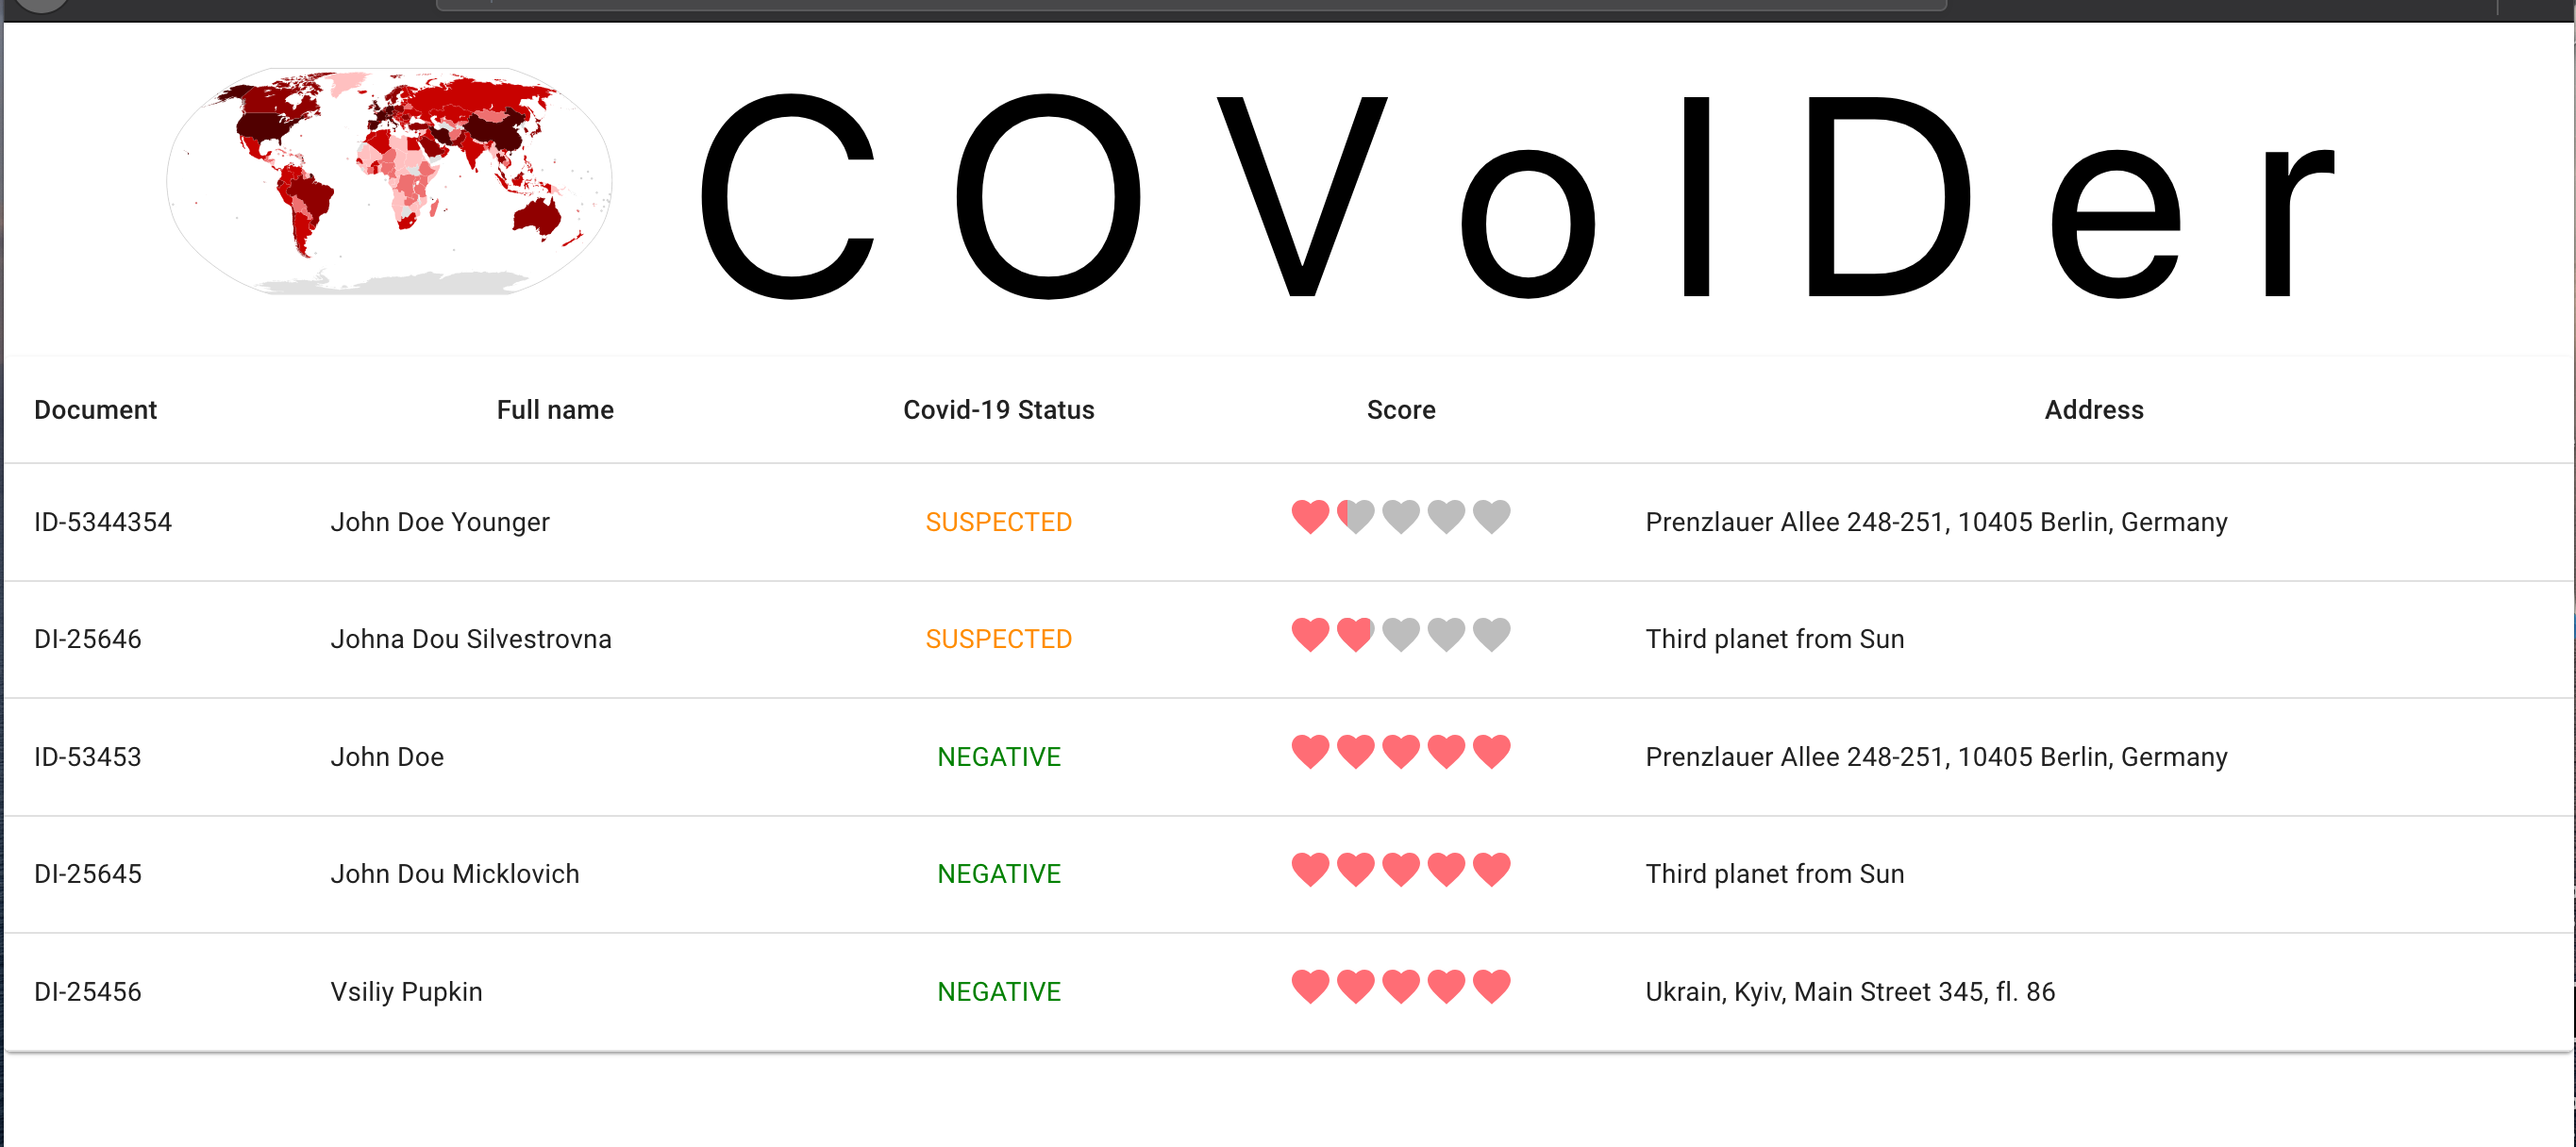 COVoIDer
Document Full name Covid-19 Status Score Address
ID-5344354 John Doe Younger SUSPECTED Prenzlauer Allee 248-251, 10405 Berlin, Germany
DI-25646 Johna Dou Silvestrovna SUSPECTED Third planet from Sun
ID-53453 John Doe NEGATIVE Prenzlauer Allee 248-251, 10405 Berlin, Germany
DI-25645 John Dou Micklovich NEGATIVE Third planet from Sun
DI-25456 Vsiliy Pupkin NEGATIVE Ukrain, Kyiv, Main Street 345, fl. 86